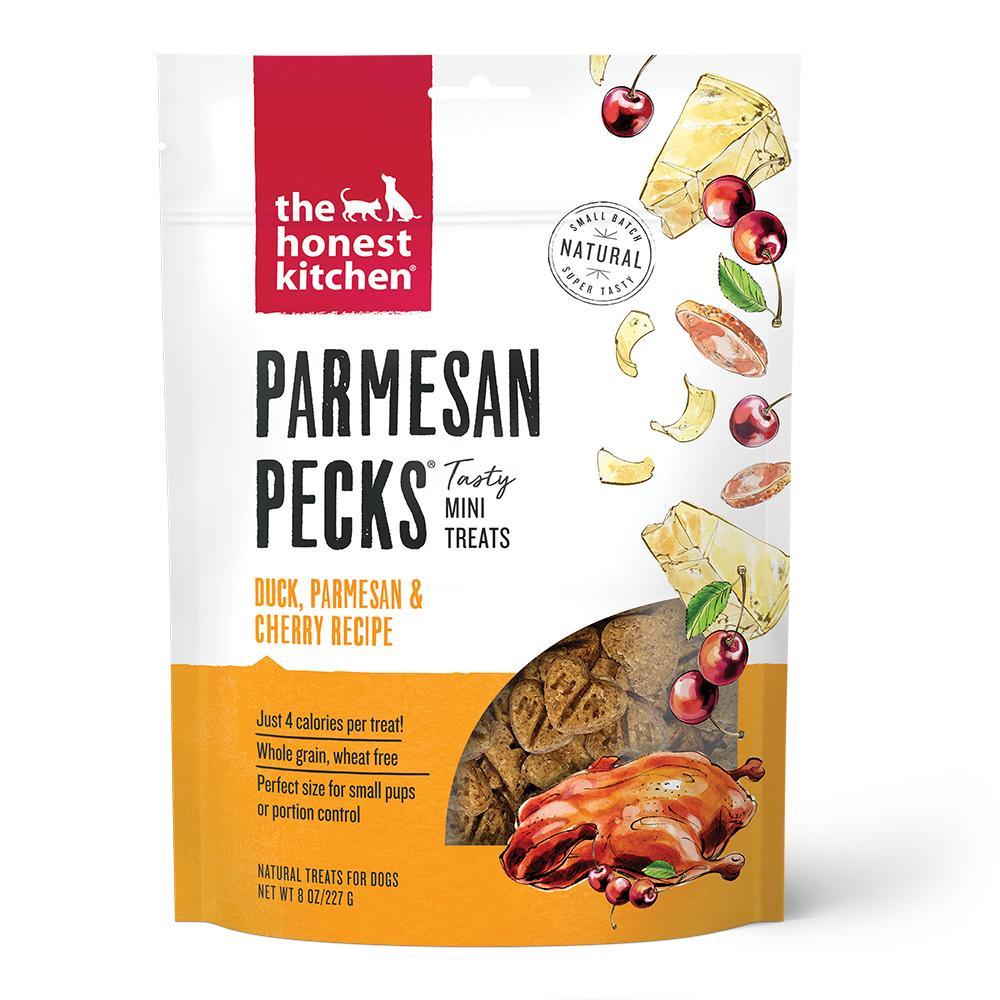 the
honest
kitchen®
SMALL BATCH
NATURAL
SUPER TASTY
PARMESAN
PECKS®
Tasty
MINI
TREATS
DUCK, PARMESAN &
CHERRY RECIPE
Just 4 calories per treat!
Whole grain, wheat free
Perfect size for small pups
or portion control
NATURAL TREATS FOR DOGS
NET WT 8 OZ/227 G